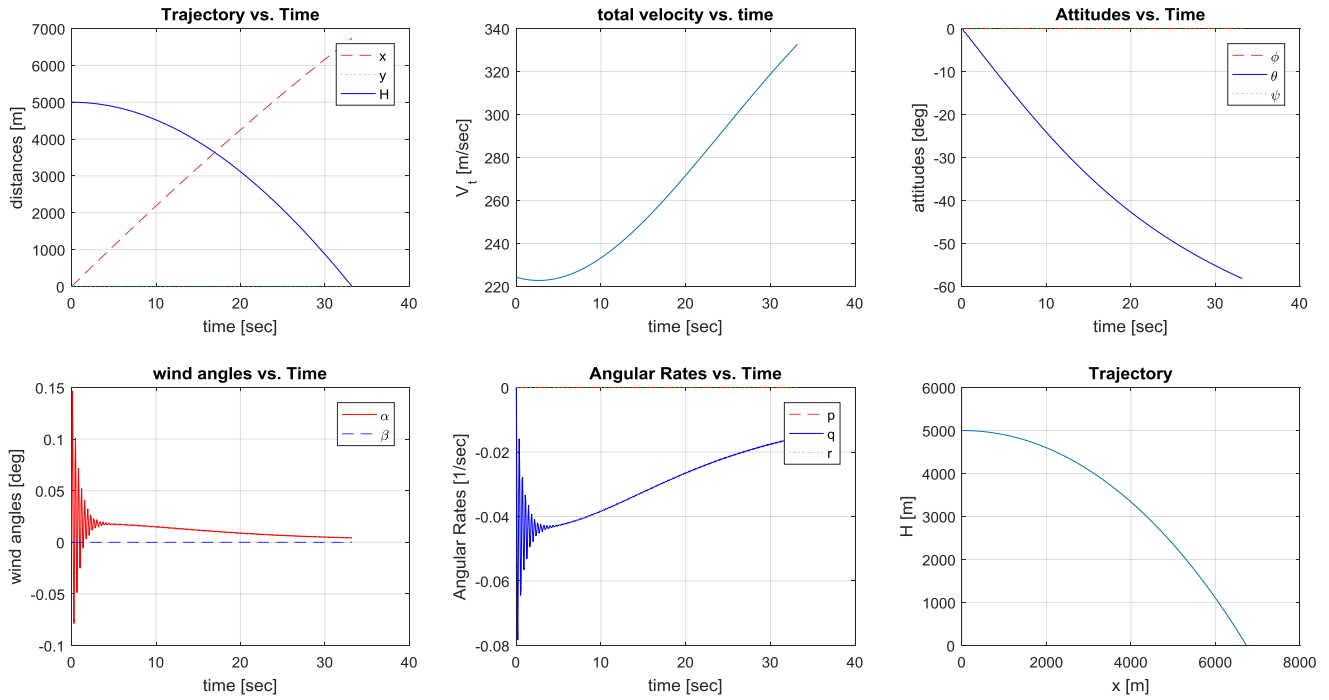 Trajectory vs. Time
7000
6000
5000
4000
3000
2000
1000
0
distances [m]
x
y
H
0 10 20 30 40
time [sec]
total velocity vs. time
340
320
300
280
260
240
220
V_t [m/sec]
0 10 20 30 40
time [sec]
Attitudes vs. Time
0
-10
-20
-30
-40
-50
-60
attitudes [deg]
ϕ
θ
ψ
0 10 20 30 40
time [sec]
wind angles vs. Time
0.15
0.1
0.05
0
-0.05
-0.1
wind angles [deg]
α
β
0 10 20 30 40
time [sec]
Angular Rates vs. Time
0
-0.02
-0.04
-0.06
-0.08
Angular Rates [1/sec]
p
q
r
0 10 20 30 40
time [sec]
Trajectory
6000
5000
4000
3000
2000
1000
0
H [m]
0 2000 4000 6000 8000
x [m]